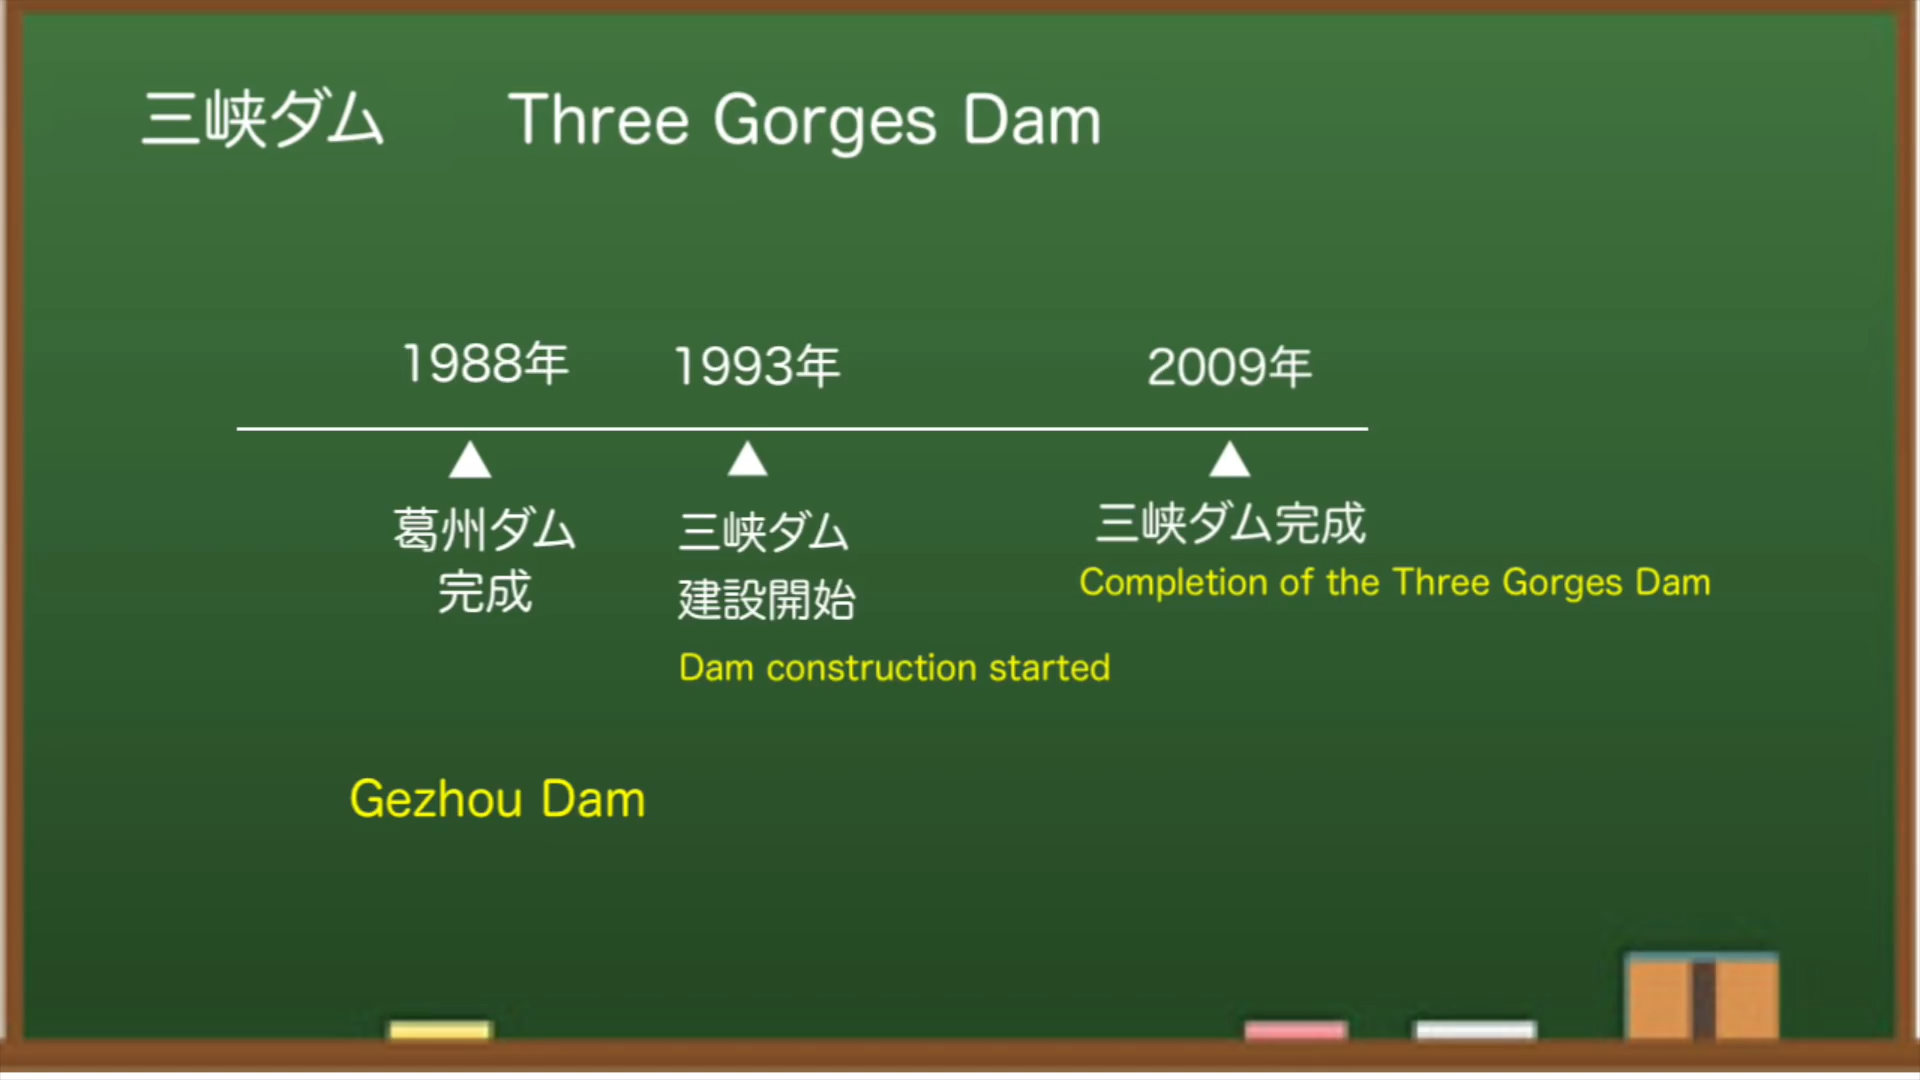 三峡ダム Three Gorges Dam
1988年 1993年 2009年
▲ ▲ ▲
葛州ダム
完成
三峡ダム
建設開始
Dam construction started
三峡ダム完成
Completion of the Three Gorges Dam
Gezhou Dam